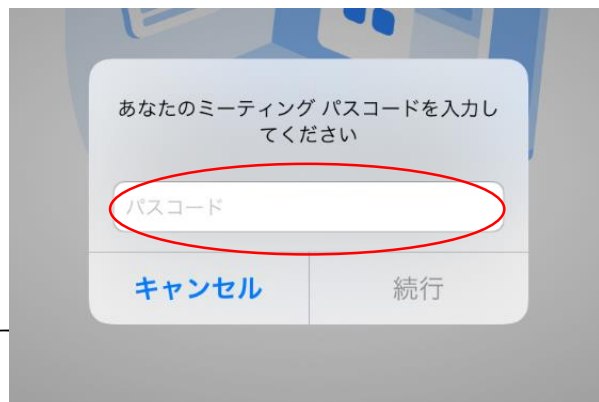 あなたのミーティング パスコードを入力し
てください
パスコード
キャンセル
続行